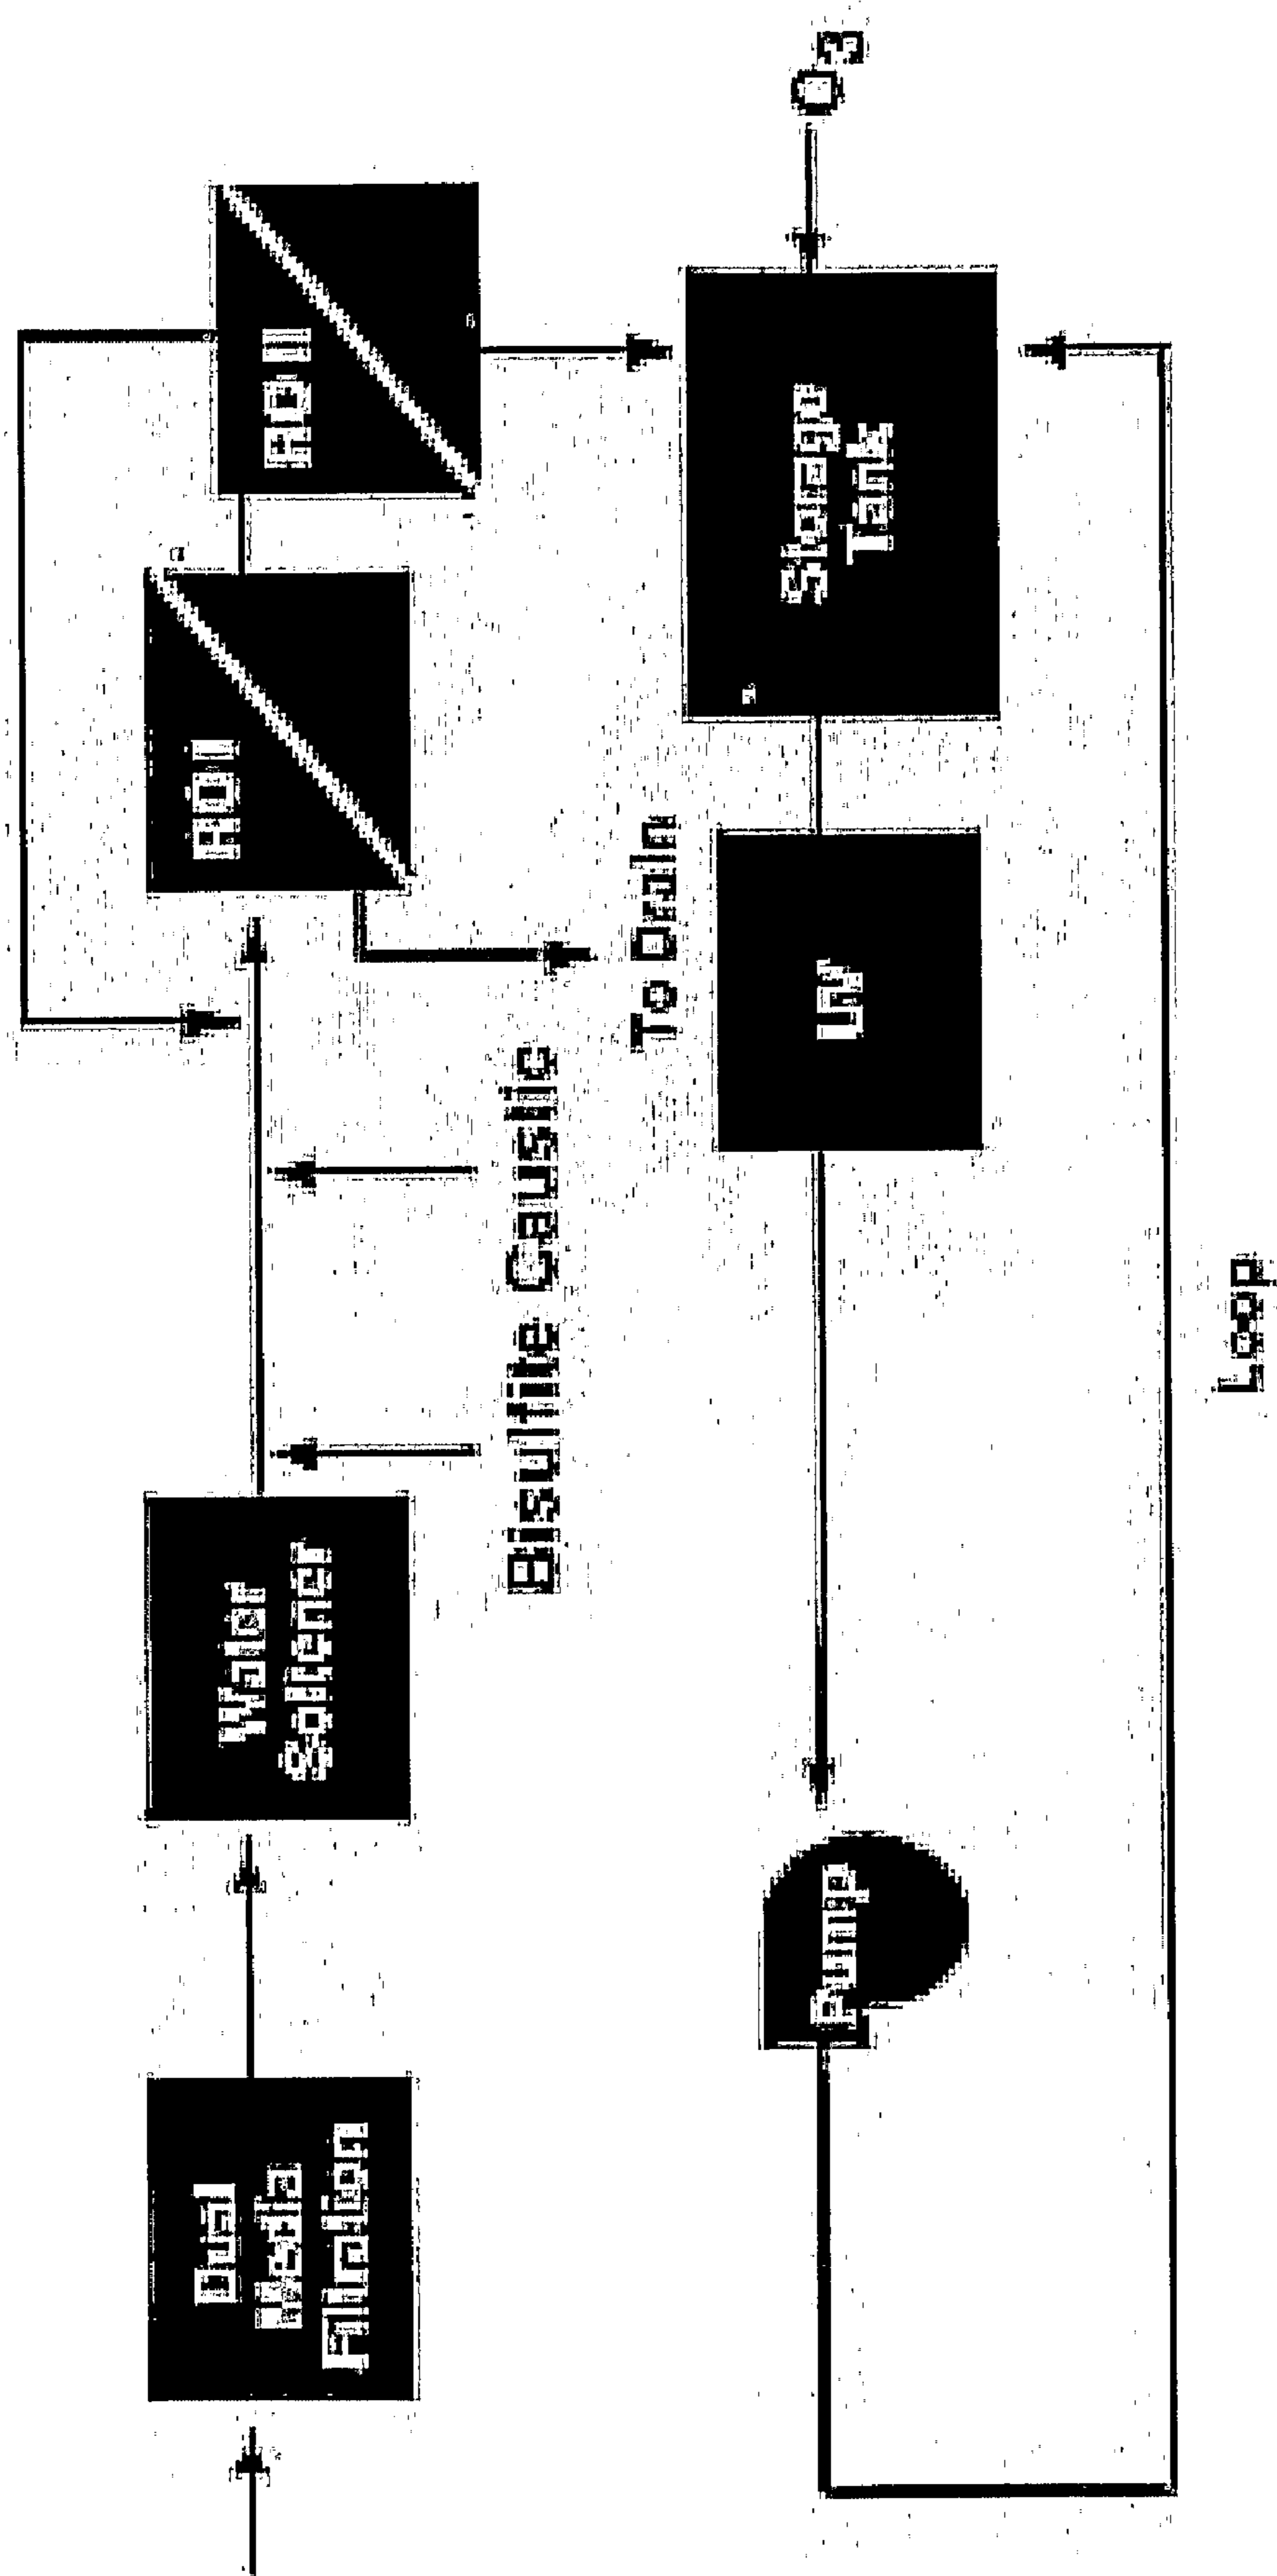 Dual
Media
Filtration
Water
Softener
Bisulfite Caustic
RO I
RO II
To Drain
O3
Storage
Tank
UV
Pump
Loop